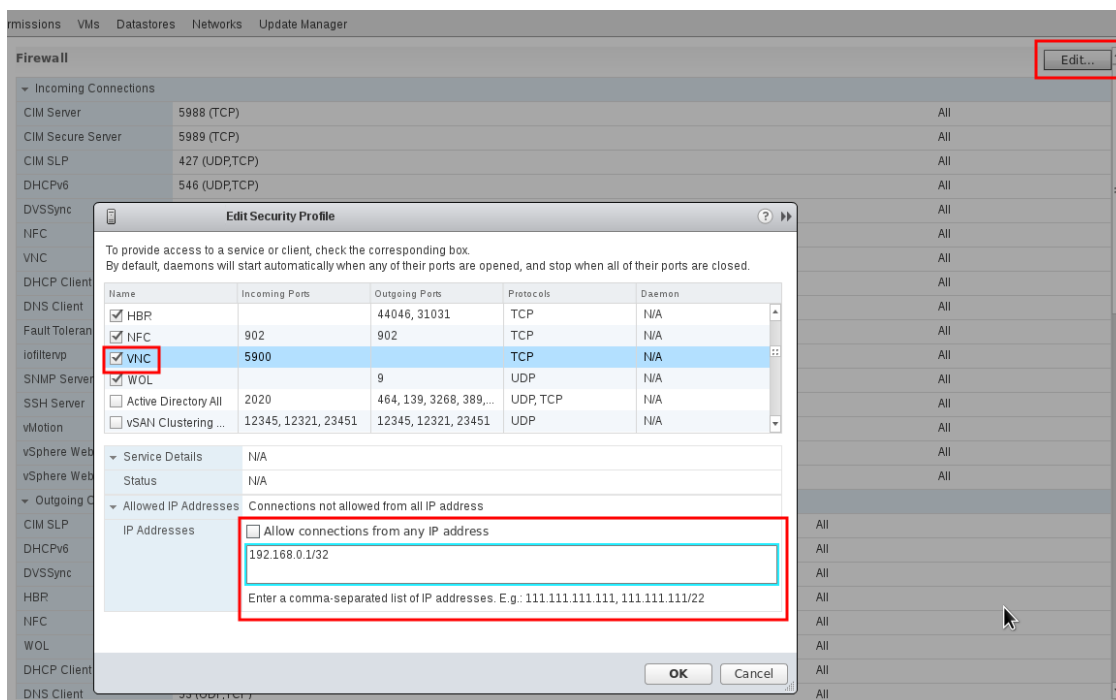 rmissions VMs Datastores Networks Update Manager
Firewall
Edit...
Incoming Connections
CIM Server 5988 (TCP) All
CIM Secure Server 5989 (TCP) All
CIM SLP 427 (UDP,TCP) All
DHCPv6 546 (UDP,TCP) All
DVSSync All
NFC All
VNC All
DHCP Client All
DNS Client All
Fault Toleran All
iofiltervp All
SNMP Server All
SSH Server All
vMotion All
vSphere Web All
vSphere Web All
Outgoing C
CIM SLP All
DHCPv6 All
DVSSync All
HBR All
NFC All
WOL All
DHCP Client All
DNS Client 53 (UDP,TCP) All
Edit Security Profile
To provide access to a service or client, check the corresponding box.
By default, daemons will start automatically when any of their ports are opened, and stop when all of their ports are closed.
Name Incoming Ports Outgoing Ports Protocols Daemon
HBR 44046, 31031 TCP N/A
NFC 902 902 TCP N/A
VNC 5900 TCP N/A
WOL 9 UDP N/A
Active Directory All 2020 464, 139, 3268, 389,... UDP, TCP N/A
vSAN Clustering ... 12345, 12321, 23451 12345, 12321, 23451 UDP N/A
Service Details N/A
Status N/A
Allowed IP Addresses Connections not allowed from all IP address
IP Addresses Allow connections from any IP address
192.168.0.1/32
Enter a comma-separated list of IP addresses. E.g.: 111.111.111.111, 111.111.111/22
OK Cancel